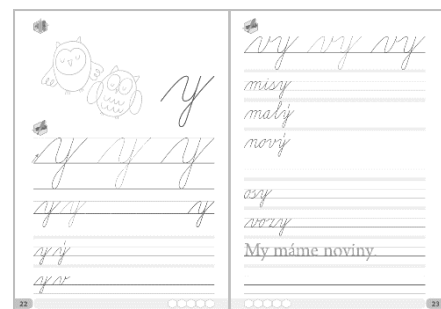 y
y y y
y y y
y ý
y v
22
vy vy vy
misy
malý
nový
osy
vozy
My máme noviny.
23